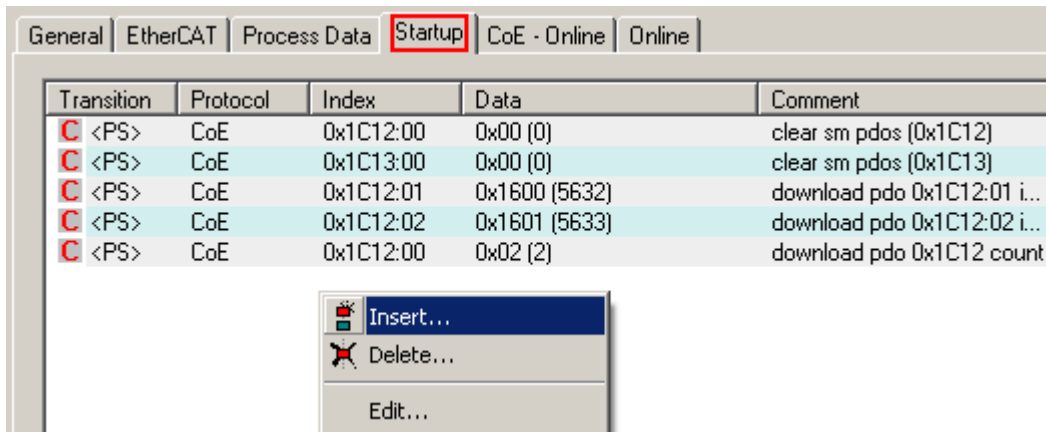 General EtherCAT Process Data Startup CoE - Online Online
Transition Protocol Index Data Comment
C <PS> CoE 0x1C12:00 0x00 (0) clear sm pdos (0x1C12)
C <PS> CoE 0x1C13:00 0x00 (0) clear sm pdos (0x1C13)
C <PS> CoE 0x1C12:01 0x1600 (5632) download pdo 0x1C12:01 i...
C <PS> CoE 0x1C12:02 0x1601 (5633) download pdo 0x1C12:02 i...
C <PS> CoE 0x1C12:00 0x02 (2) download pdo 0x1C12 count
Insert...
Delete...
Edit...